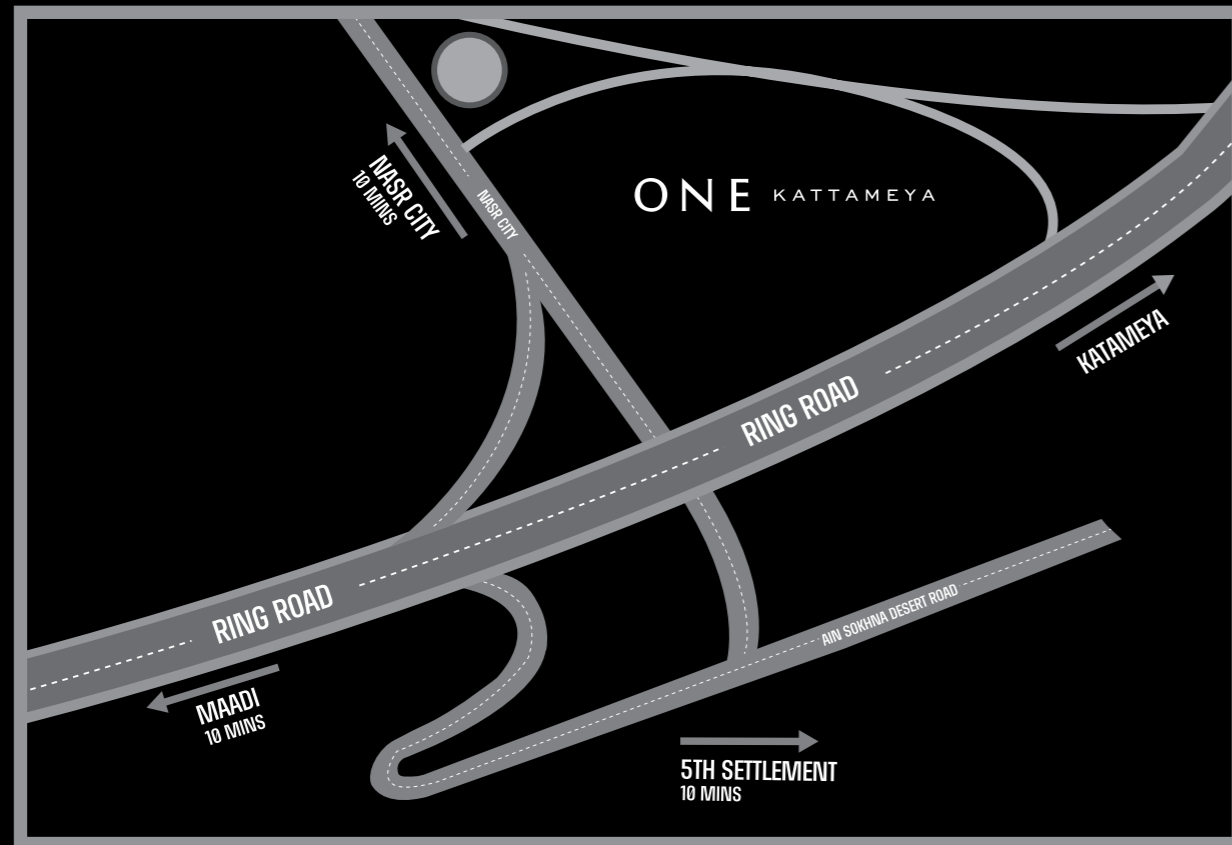 NASR CITY
10 MINS
NASR CITY
ONE KATTAMEYA
KATAMEYA
RING ROAD
RING ROAD
AIN SOKHNA DESERT ROAD
MAADI
10 MINS
5TH SETTLEMENT
10 MINS